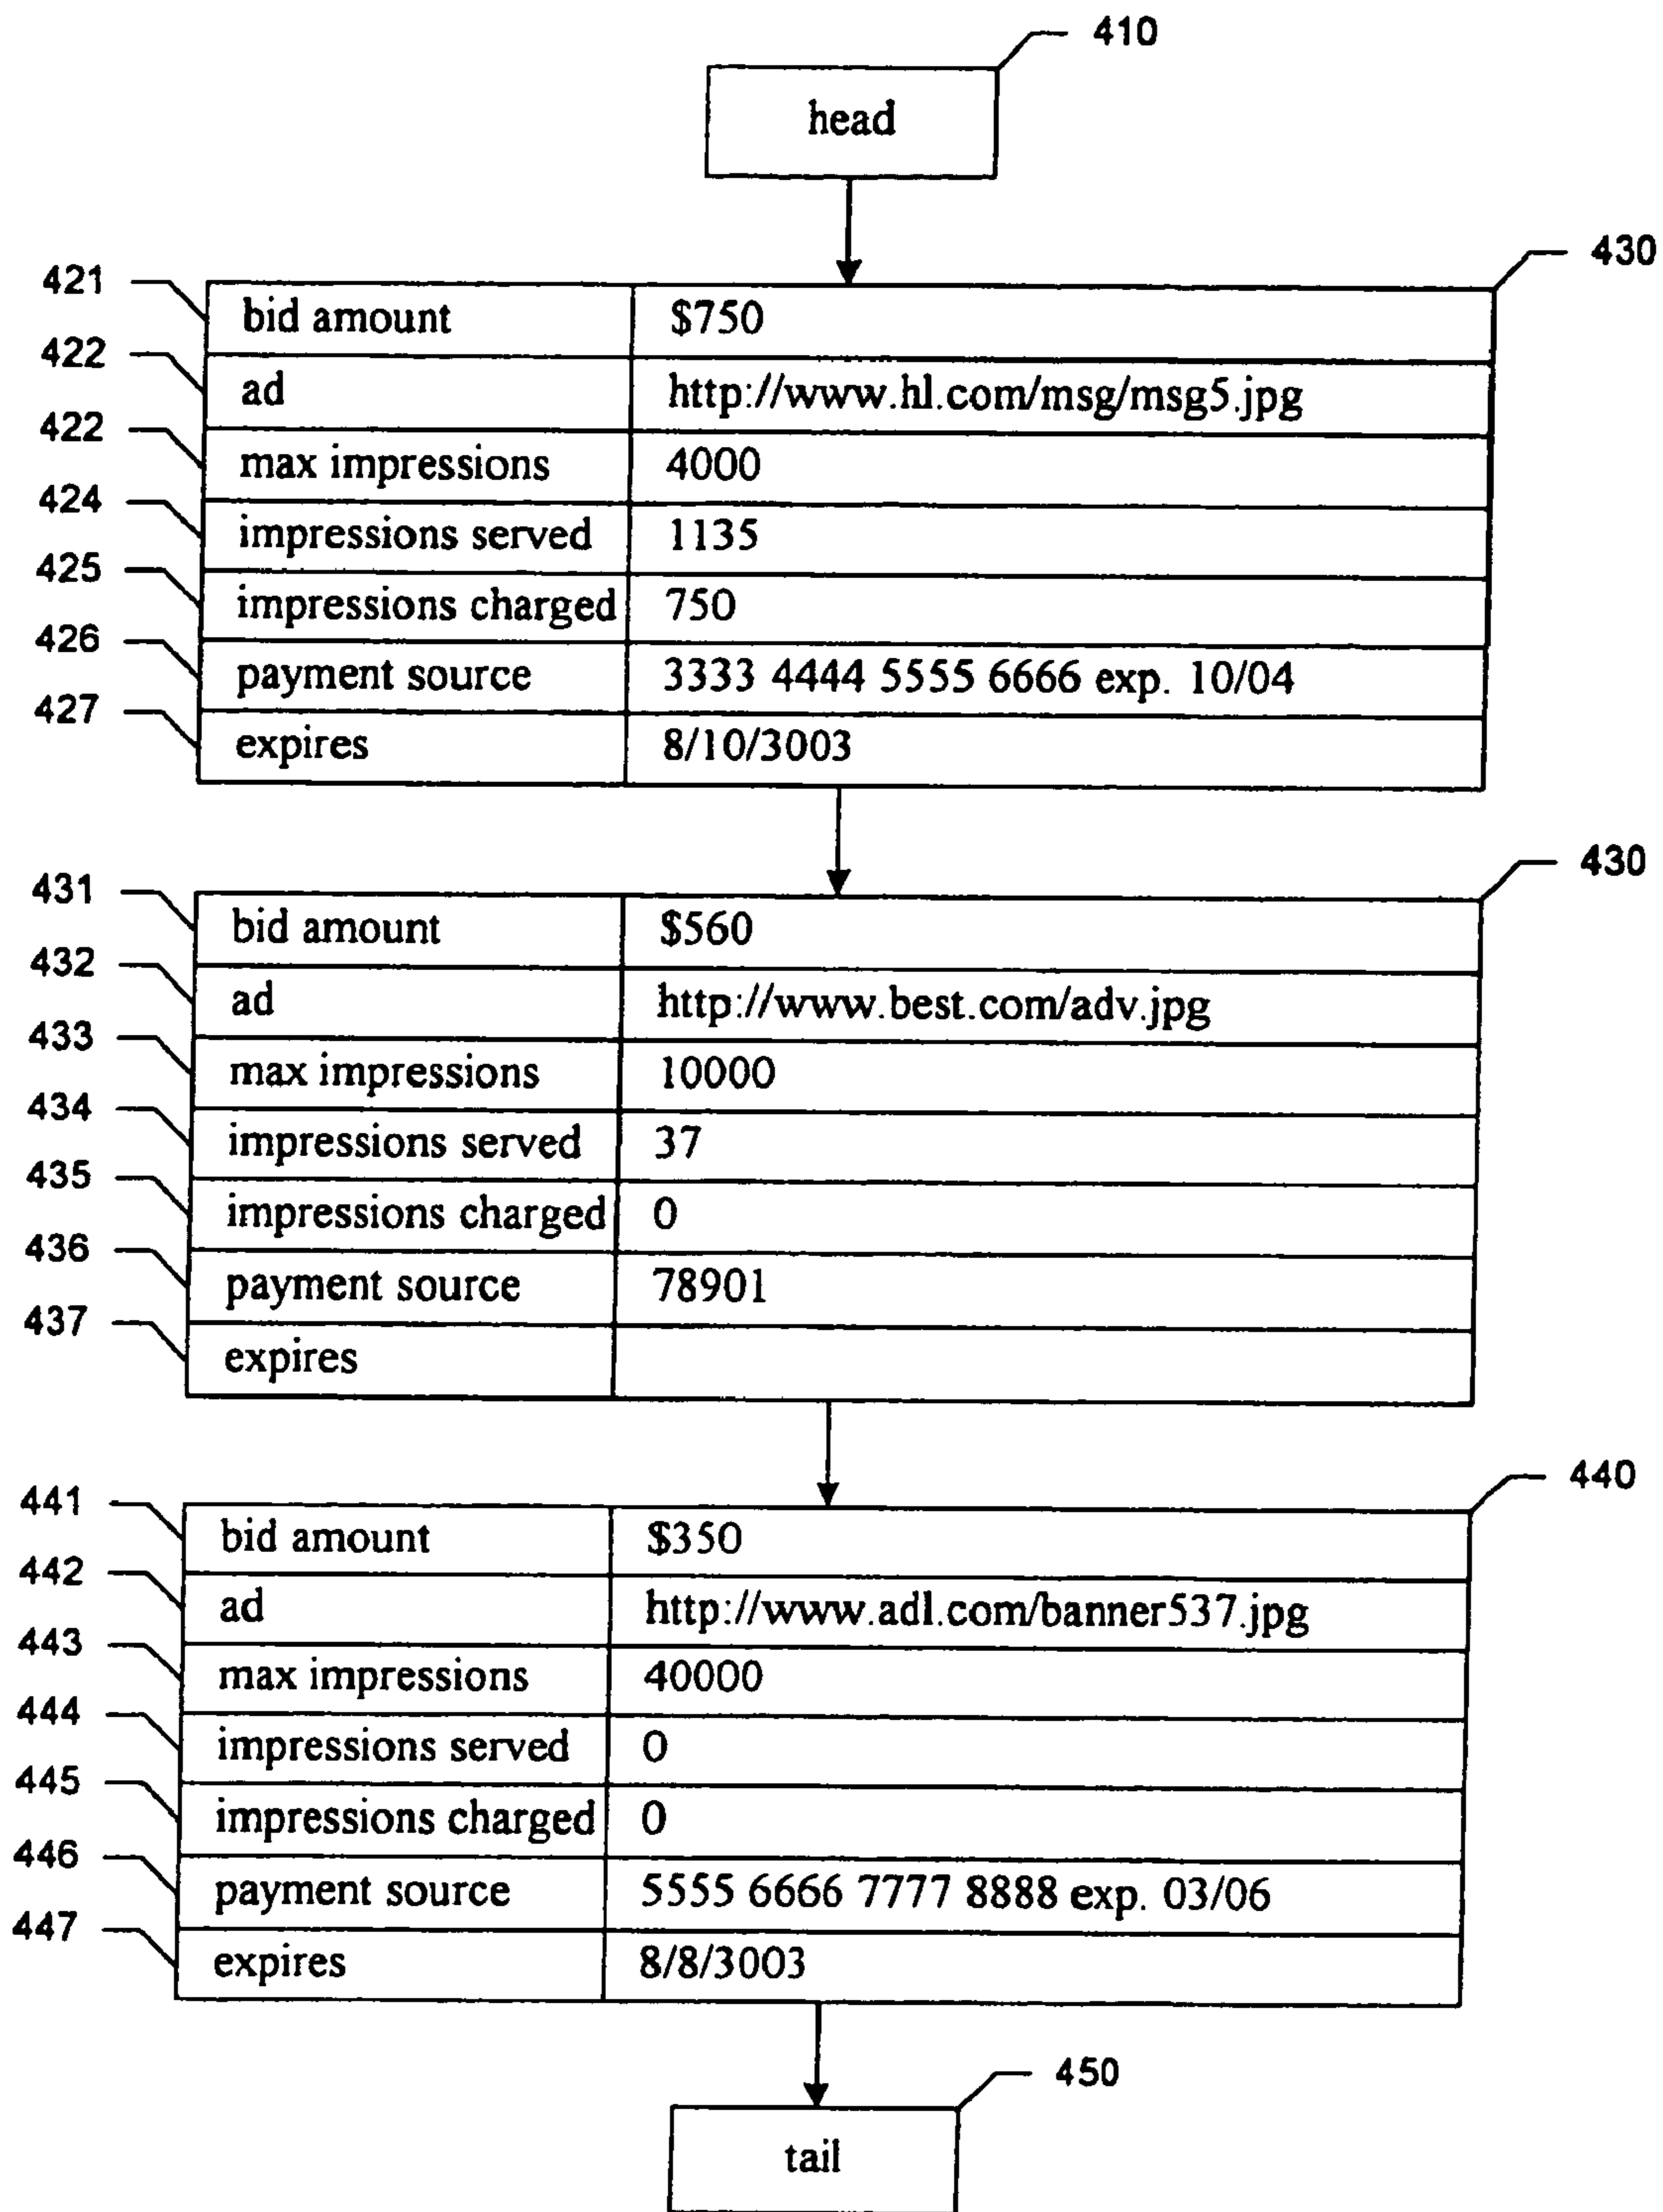 410
head
430
421 bid amount $750
422 ad http://www.hl.com/msg/msg5.jpg
422 max impressions 4000
424 impressions served 1135
425 impressions charged 750
426 payment source 3333 4444 5555 6666 exp. 10/04
427 expires 8/10/3003
430
431 bid amount $560
432 ad http://www.best.com/adv.jpg
433 max impressions 10000
434 impressions served 37
435 impressions charged 0
436 payment source 78901
437 expires
440
441 bid amount $350
442 ad http://www.adl.com/banner537.jpg
443 max impressions 40000
444 impressions served 0
445 impressions charged 0
446 payment source 5555 6666 7777 8888 exp. 03/06
447 expires 8/8/3003
450
tail